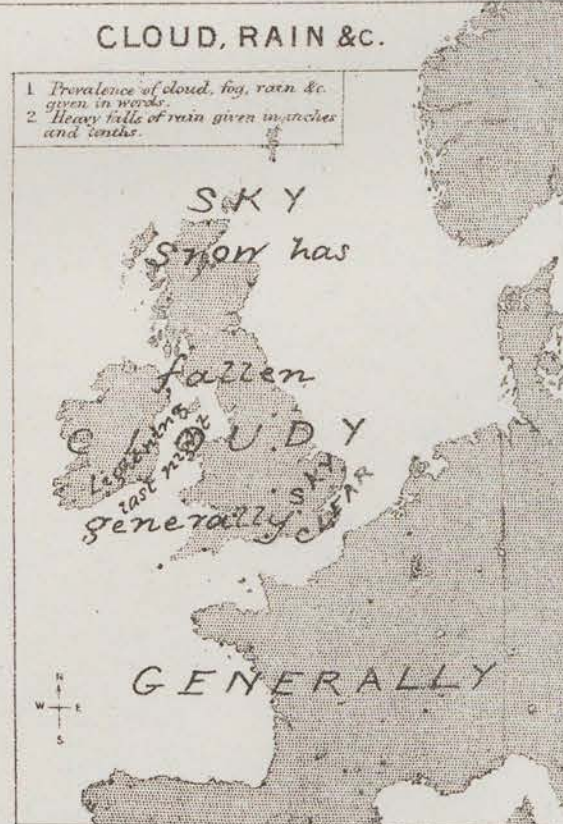 CLOUD, RAIN &c.
1 Prevalence of cloud, fog, rain &c.
given in words.
2 Heavy falls of rain given in inches
and tenths.
SKY
Snow has
fallen
CLOUDY
Lightning
last night
generally
SKY
CLEAR
GENERALLY
N
W E
S